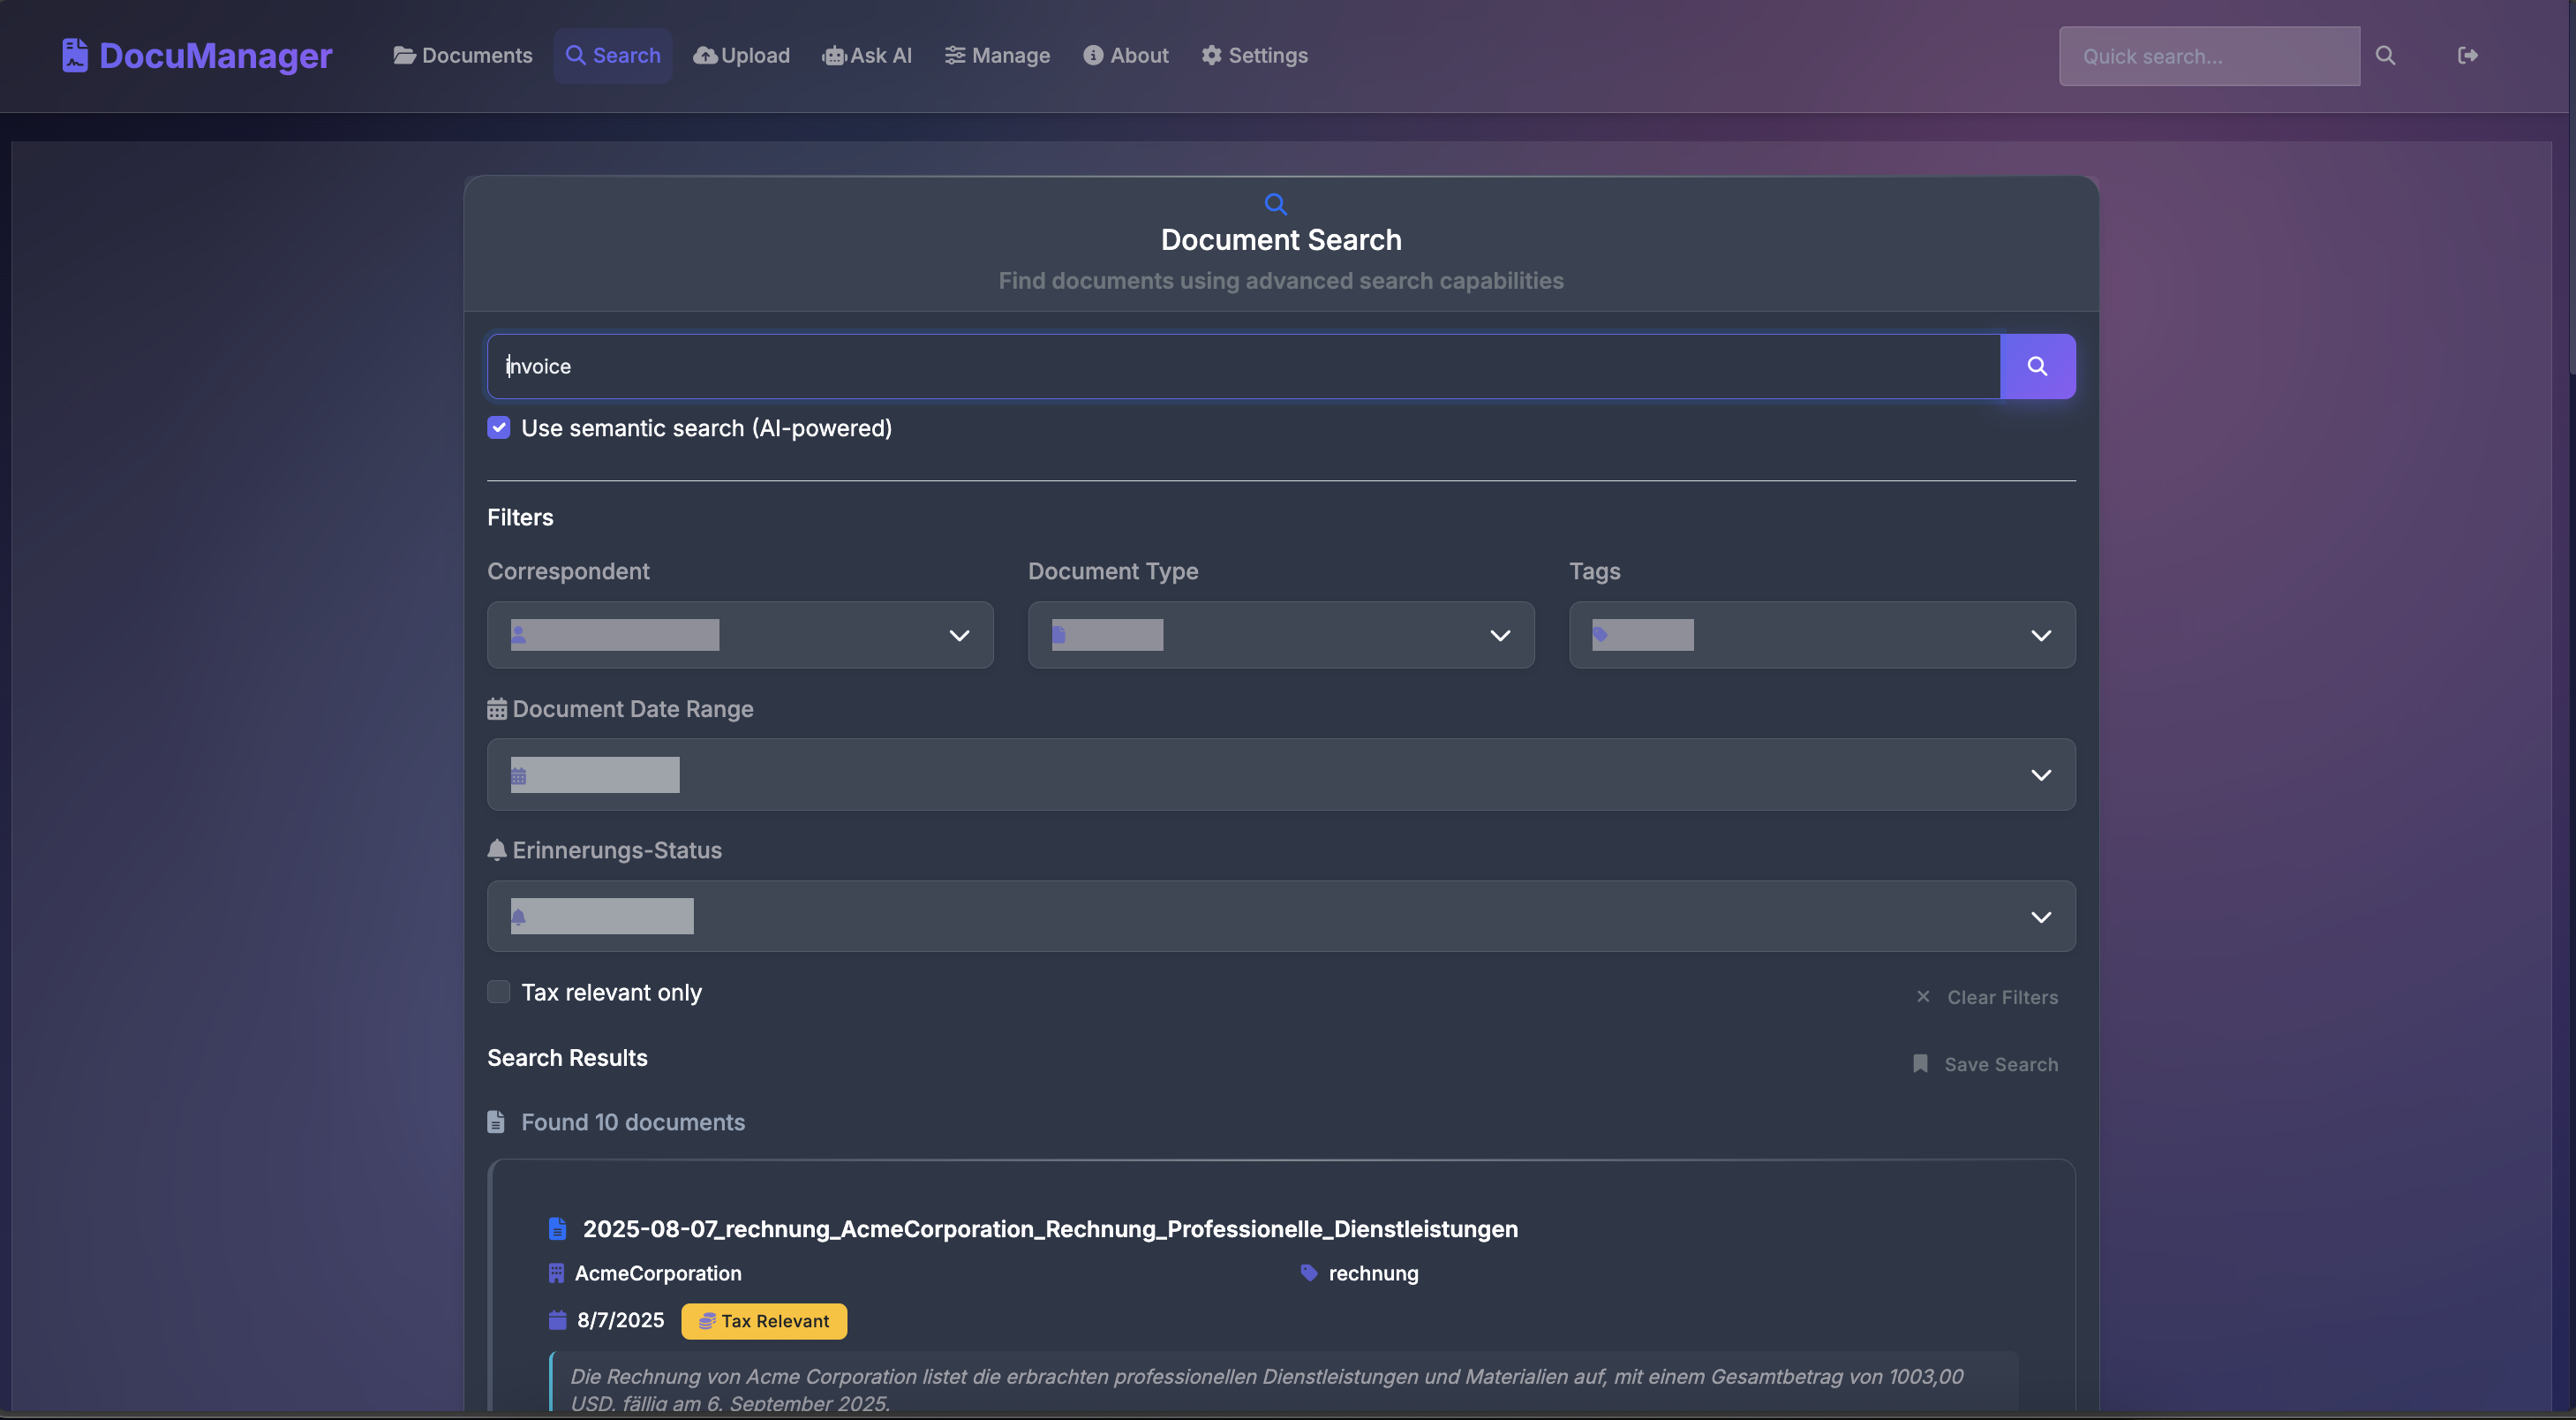 DocuManager Documents Search Upload Ask AI Manage About Settings Quick search...
Document Search
Find documents using advanced search capabilities
invoice
Use semantic search (AI-powered)
Filters
Correspondent Document Type Tags
Document Date Range
Erinnerungs-Status
Tax relevant only Clear Filters
Search Results Save Search
Found 10 documents
2025-08-07_rechnung_AcmeCorporation_Rechnung_Professionelle_Dienstleistungen
AcmeCorporation rechnung
8/7/2025 Tax Relevant
Die Rechnung von Acme Corporation listet die erbrachten professionellen Dienstleistungen und Materialien auf, mit einem Gesamtbetrag von 1003,00
USD, fällig am 6. September 2025.